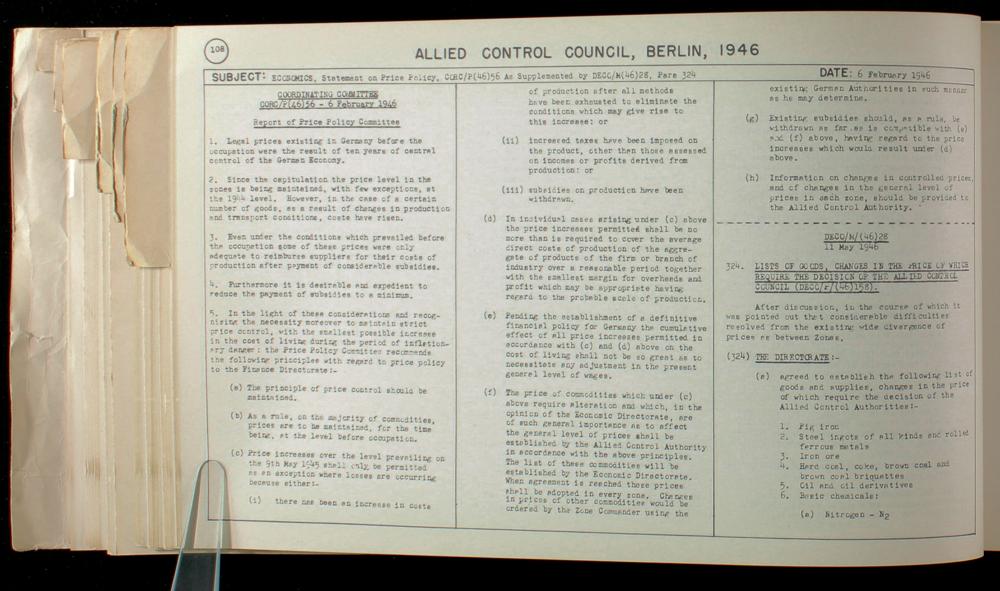 108
ALLIED CONTROL COUNCIL, BERLIN, 1946
SUBJECT: ECONOMICS, Statement on Price Policy, CORC/P(46)56 As Supplemented by DECO/M(46)28, Para 324
DATE: 6 February 1946
COORDINATING COMMITTEE
CORC/P(46)56 - 6 February 1946
Report of Price Policy Committee
1. Legal prices existing in Germany before the
occupation were the result of ten years of central
control of the German Economy.
2. Since the capitulation the price level in the
zones is being maintained, with few exceptions, at
the 1944 level. However, in the case of a certain
number of goods, as a result of changes in production
and transport conditions, costs have risen.
3. Even under the conditions which prevailed before
the occupation some of these prices were only
adequate to reimburse suppliers for their costs of
production after payment of considerable subsidies.
4. Furthermore it is desirable and expedient to
reduce the payment of subsidies to a minimum.
5. In the light of these considerations and recog-
nizing the necessity moreover to maintain strict
price control, with the smallest possible increase
in the cost of living during the period of inflation-
ary danger: the Price Policy Committee recommends
the following principles with regard to price policy
to the Finance Directorate:-
(a) The principle of price control should be
maintained.
(b) As a rule, on the majority of commodities,
prices are to be maintained, for the time
being, at the level before occupation.
(c) Price increases over the level prevailing on
the 9th May 1945 shall only be permitted
as an exception where losses are occurring
because either:-
(i) there has been an increase in costs
of production after all methods
have been exhausted to eliminate the
conditions which may give rise to
this increase: or
(ii) increased taxes have been imposed on
the product, other than those assessed
on incomes or profits derived from
production: or
(iii) subsidies on production have been
withdrawn.
(d) In individual cases arising under (c) above
the price increases permitted shall be no
more than is required to cover the average
direct costs of production of the aggre-
gate of products of the firm or branch of
industry over a reasonable period together
with the smallest margin for overheads and
profit which may be appropriate having
regard to the probable scale of production.
(e) Pending the establishment of a definitive
financial policy for Germany the cumulative
effect of all price increases permitted in
accordance with (c) and (d) above on the
cost of living shall not be so great as to
necessitate any adjustment in the present
general level of wages.
(f) The price of commodities which under (c)
above require alteration and which, in the
opinion of the Economic Directorate, are
of such general importance as to affect
the general level of prices shall be
established by the Allied Control Authority
in accordance with the above principles.
The list of these commodities will be
established by the Economic Directorate.
When agreement is reached these prices
shall be adopted in every zone. Changes
in prices of other commodities would be
ordered by the Zone Commander using the
existing German Authorities in such manner
as he may determine.
(g) Existing subsidies should, as a rule, be
withdrawn as far as is compatible with (e)
and (f) above, having regard to the price
increases which would result under (d)
above.
(h) Information on changes in controlled prices,
and of changes in the general level of
prices in each zone, should be provided to
the Allied Control Authority.
DECO/M/(46)28
11 May 1946
324. LISTS OF GOODS, CHANGES IN THE PRICE OF WHICH
REQUIRE THE DECISION OF THE ALLIED CONTROL
COUNCIL (DECO/P/(46)158).
After discussion, in the course of which it
was pointed out that considerable difficulties
resolved from the existing wide divergence of
prices as between Zones.
(324) THE DIRECTORATE:-
(a) agreed to establish the following list of
goods and supplies, changes in the price
of which require the decision of the
Allied Control Authorities:-
1. Pig iron
2. Steel ingots of all kinds and rolled
ferrous metals
3. Iron ore
4. Hard coal, coke, brown coal and
brown coal briquettes
5. Oil and oil derivatives
6. Basic chemicals:
(a) Nitrogen - N2